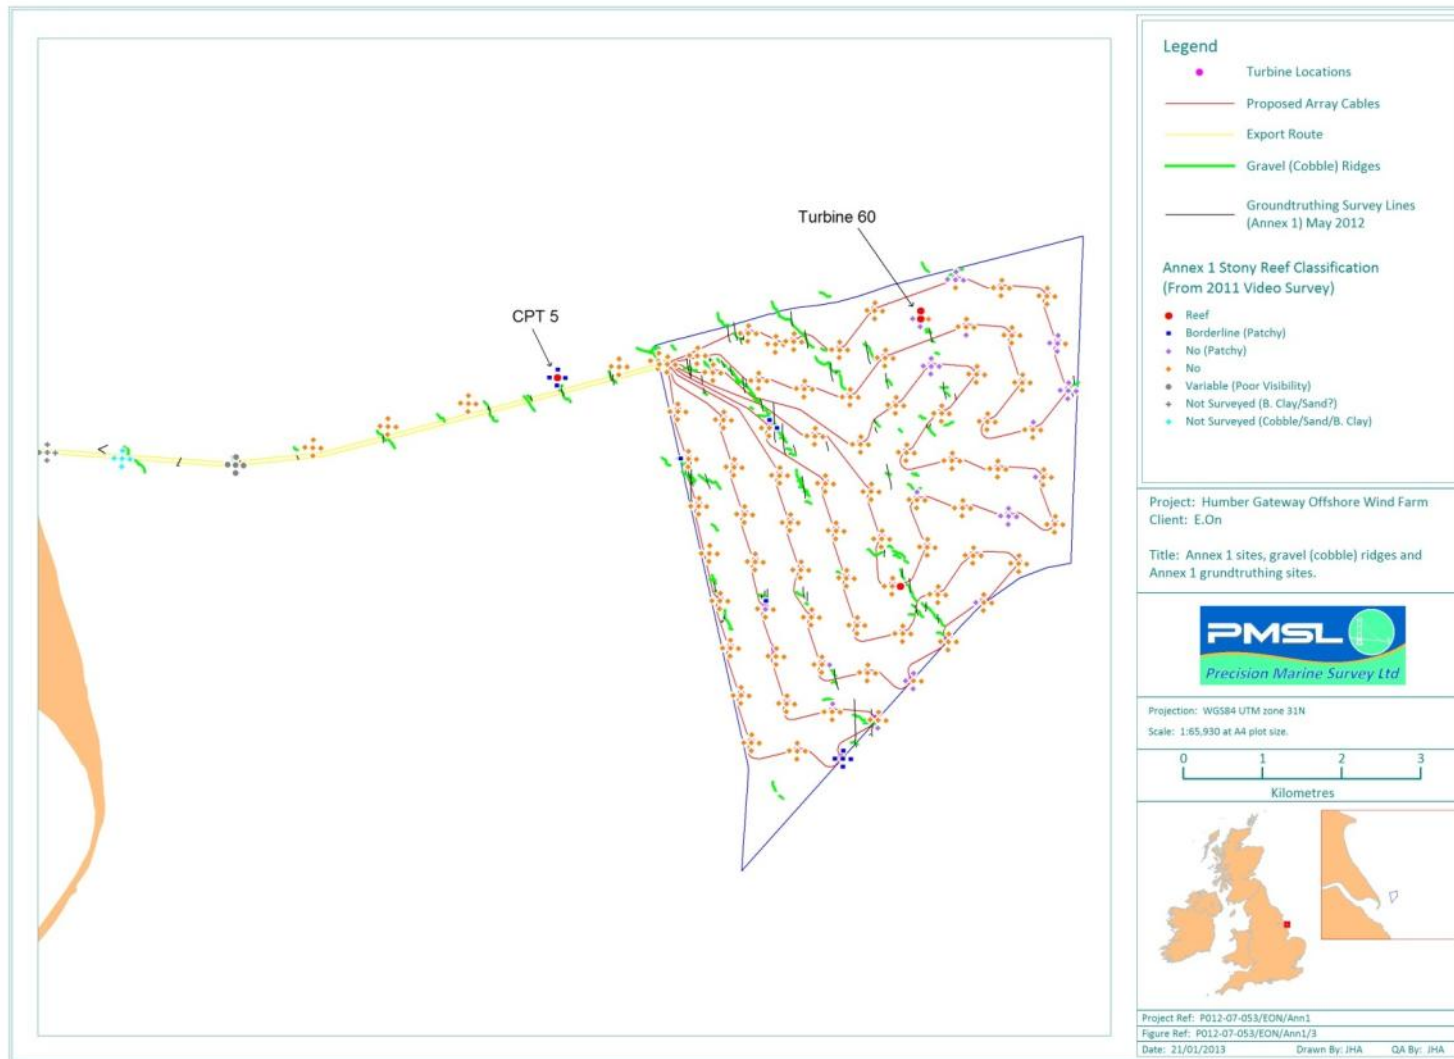 Turbine 60
CPT 5
Legend
Turbine Locations
Proposed Array Cables
Export Route
Gravel (Cobble) Ridges
Groundtruthing Survey Lines
(Annex 1) May 2012
Annex 1 Stony Reef Classification
(From 2011 Video Survey)
Reef
Borderline (Patchy)
No (Patchy)
No
Variable (Poor Visibility)
Not Surveyed (B. Clay/Sand?)
Not Surveyed (Cobble/Sand/B. Clay)
Project: Humber Gateway Offshore Wind Farm
Client: E.On
Title: Annex 1 sites, gravel (cobble) ridges and
Annex 1 grundtruthing sites.
PMSL
Precision Marine Survey Ltd
Projection: WGS84 UTM zone 31N
Scale: 1:65,930 at A4 plot size.
0 1 2 3
Kilometres
Project Ref: P012-07-053/EON/Ann1
Figure Ref: P012-07-053/EON/Ann1/3
Date: 21/01/2013 Drawn By: JHA QA By: JHA